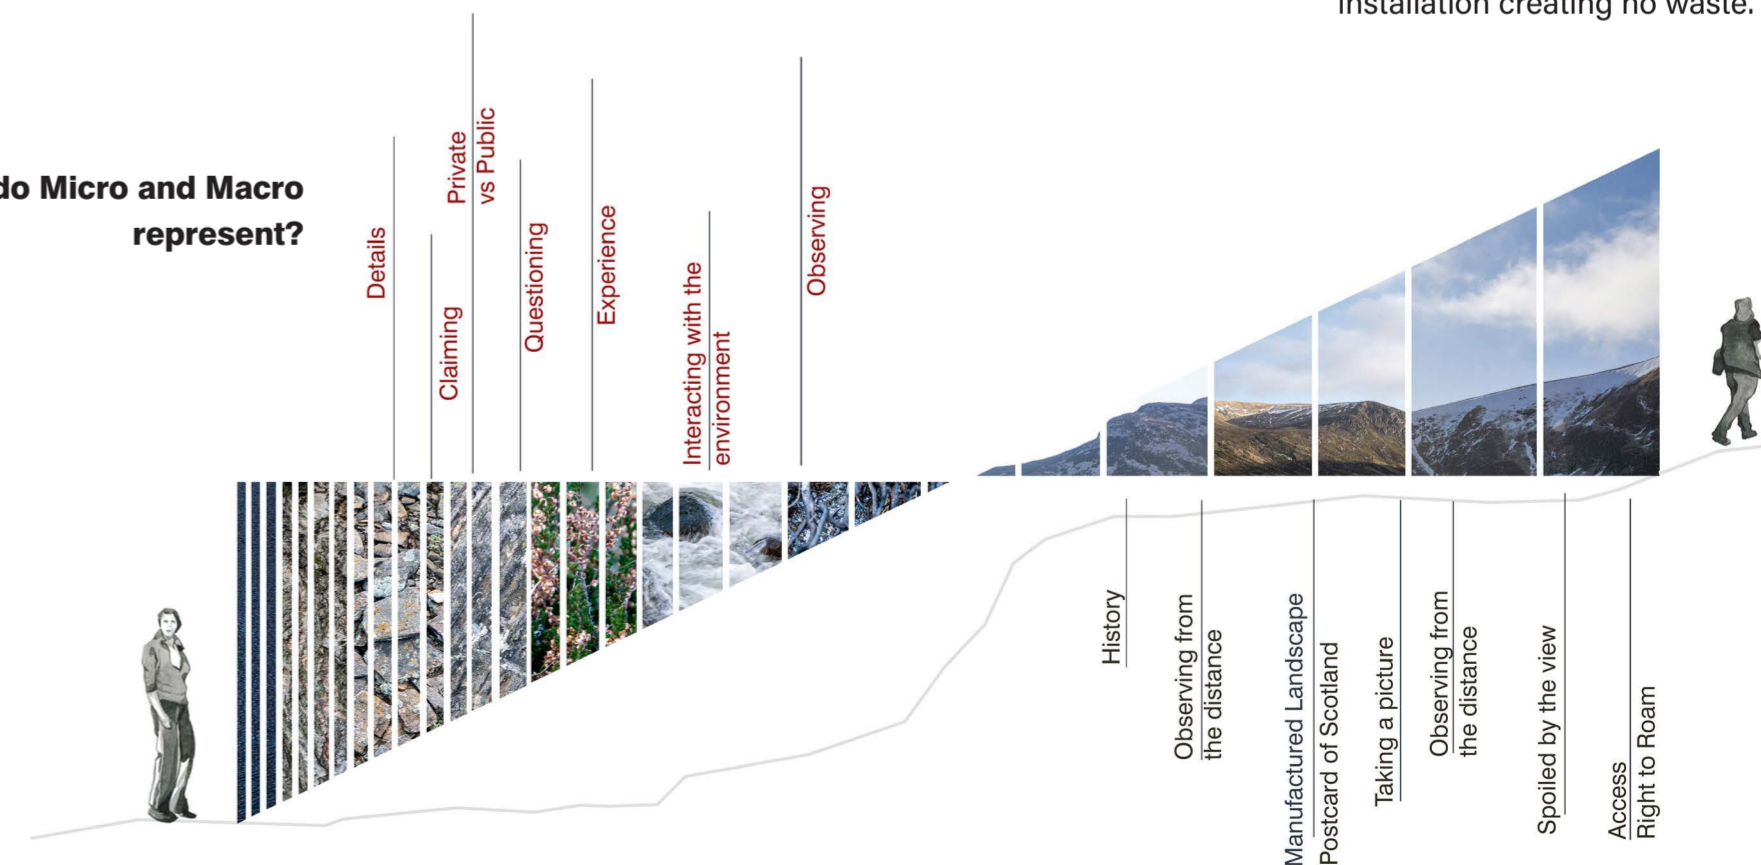 installation creating no waste.
do Micro and Macro
represent?
Details
Claiming
Private
vs Public
Questioning
Experience
Interacting with the
environment
Observing
History
Observing from
the distance
Manufactured Landscape
Postcard of Scotland
Taking a picture
Observing from
the distance
Spoiled by the view
Access
Right to Roam